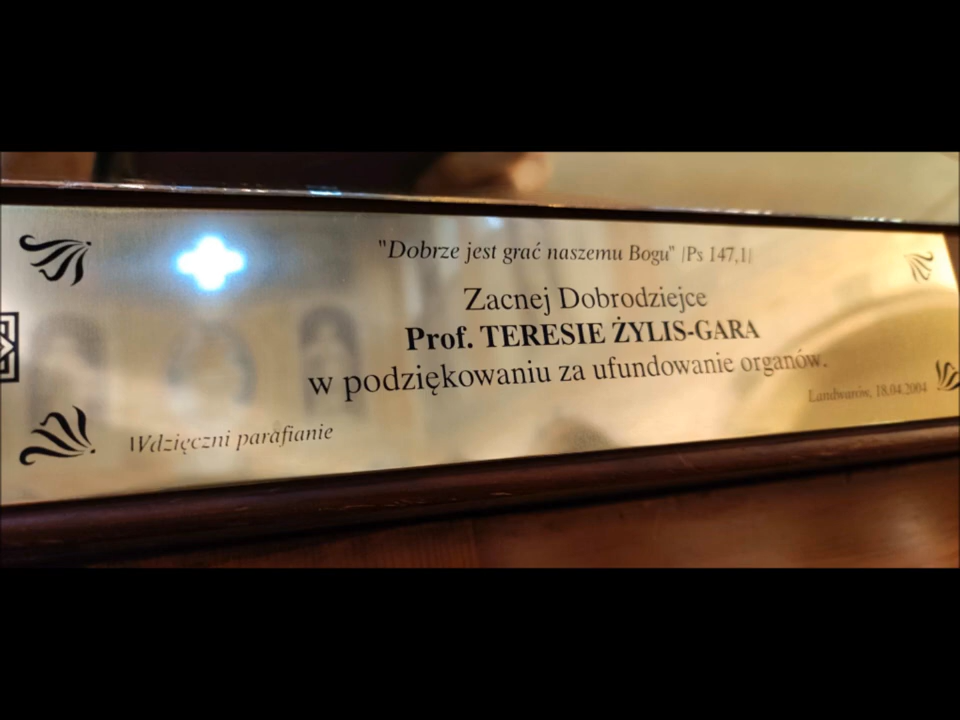 "Dobrze jest grać naszemu Bogu" [Ps 147,1]
Zacnej Dobrodziejce
Prof. TERESIE ŻYLIS-GARA
w podziękowaniu za ufundowanie organów.
Landwarów, 18.04.2004
Wdzięczni parafianie